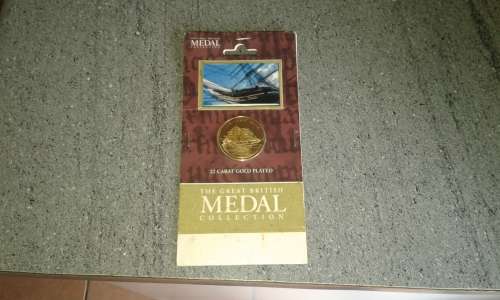 MEDAL
22 CARAT GOLD PLATED
THE GREAT BRITISH
MEDAL
COLLECTION